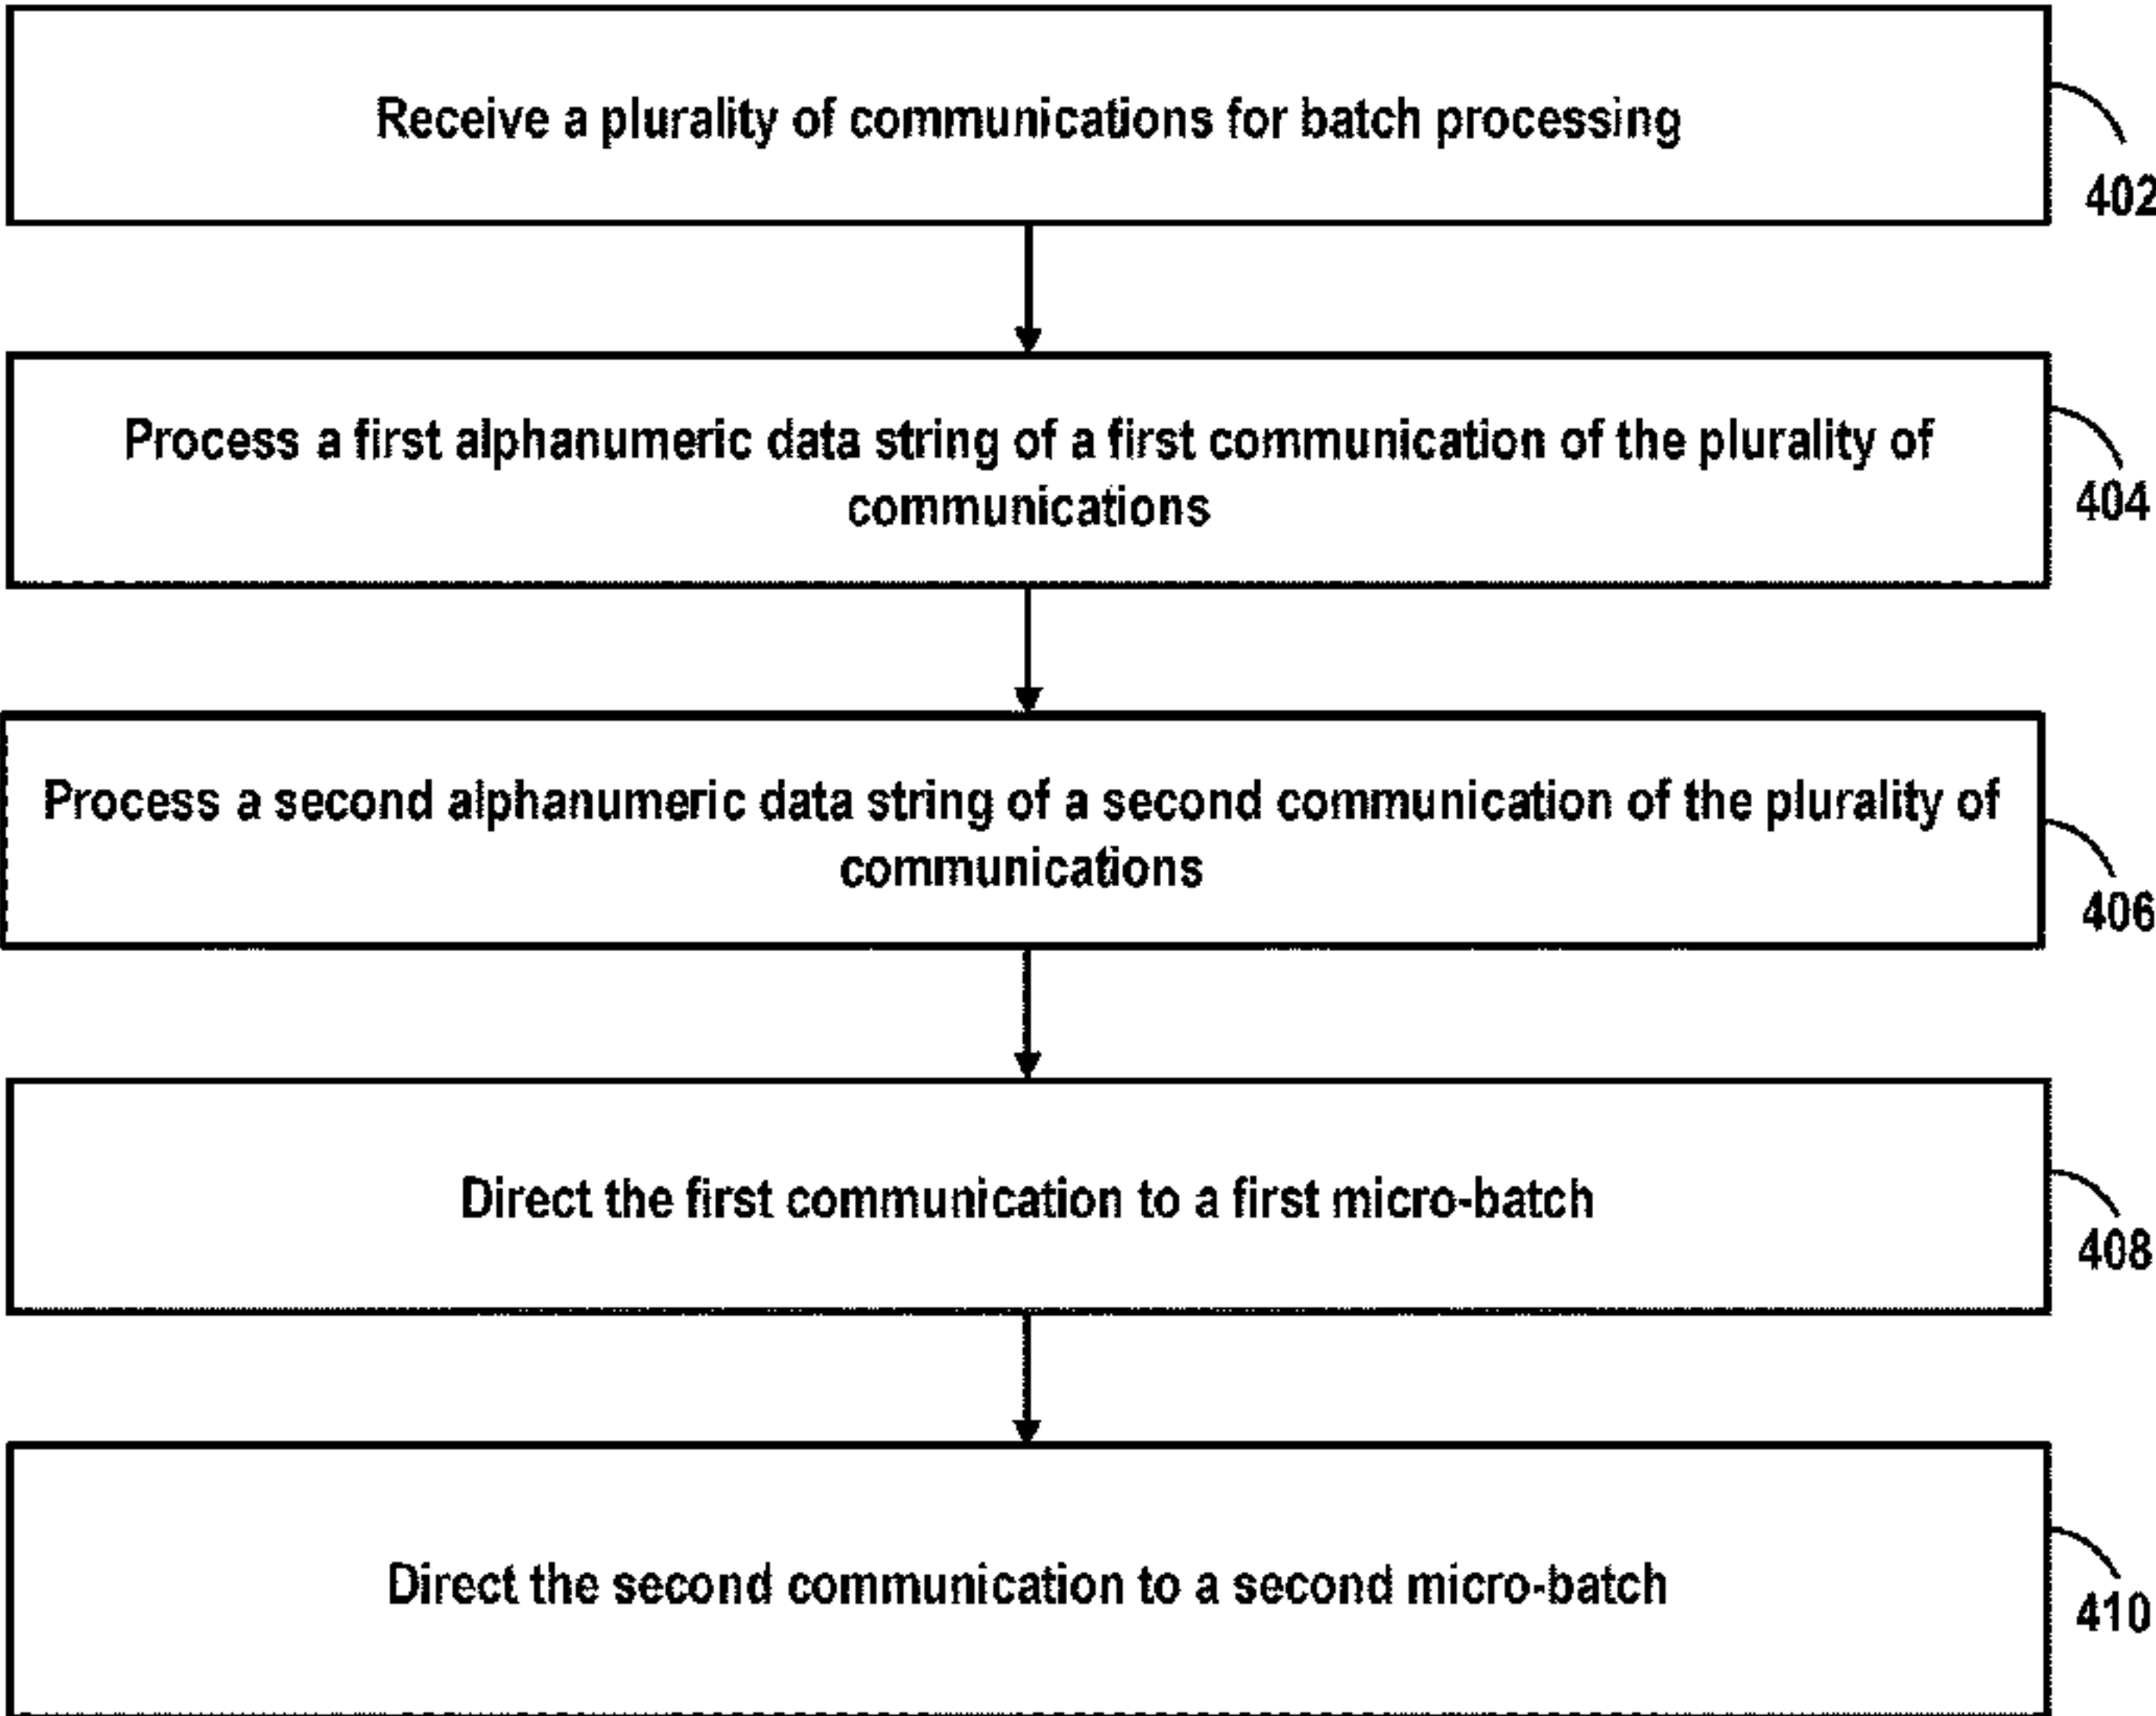 Receive a plurality of communications for batch processing
402
Process a first alphanumeric data string of a first communication of the plurality of
communications
404
Process a second alphanumeric data string of a second communication of the plurality of
communications
406
Direct the first communication to a first micro-batch
408
Direct the second communication to a second micro-batch
410